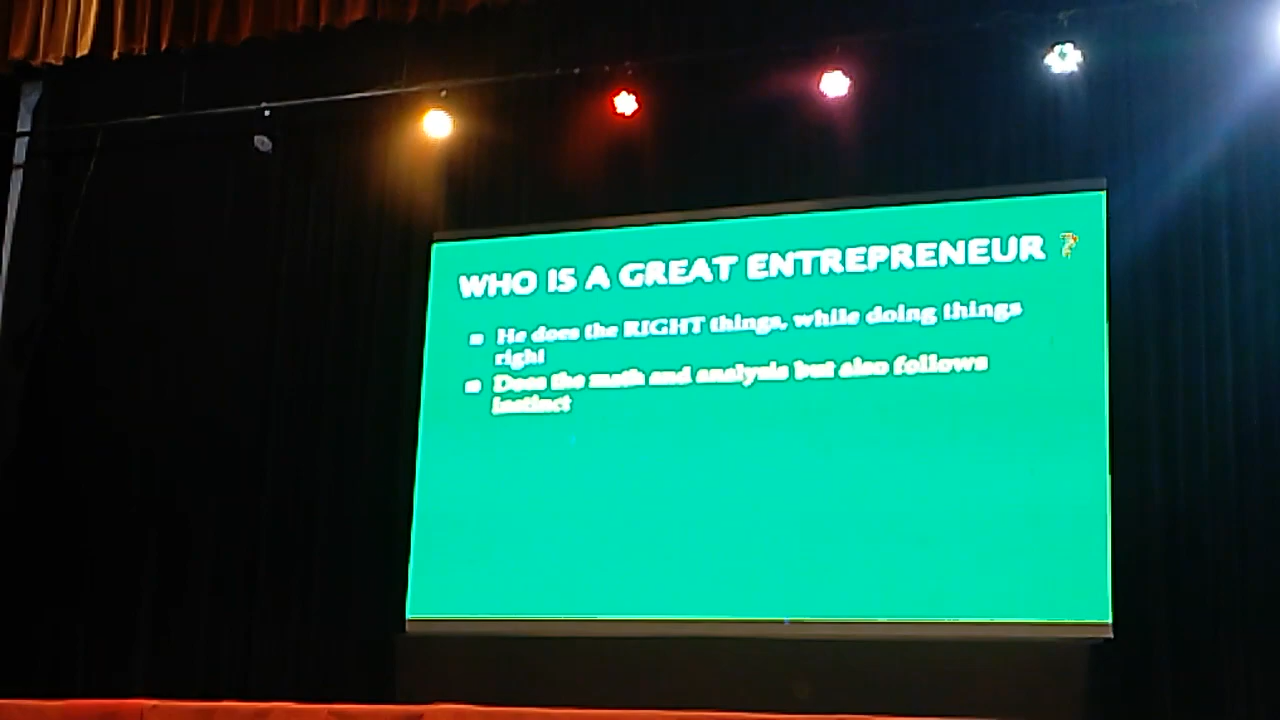 WHO IS A GREAT ENTREPRENEUR ?
He does the RIGHT things, while doing things
right
Does the math and analysis but also follows
instinct